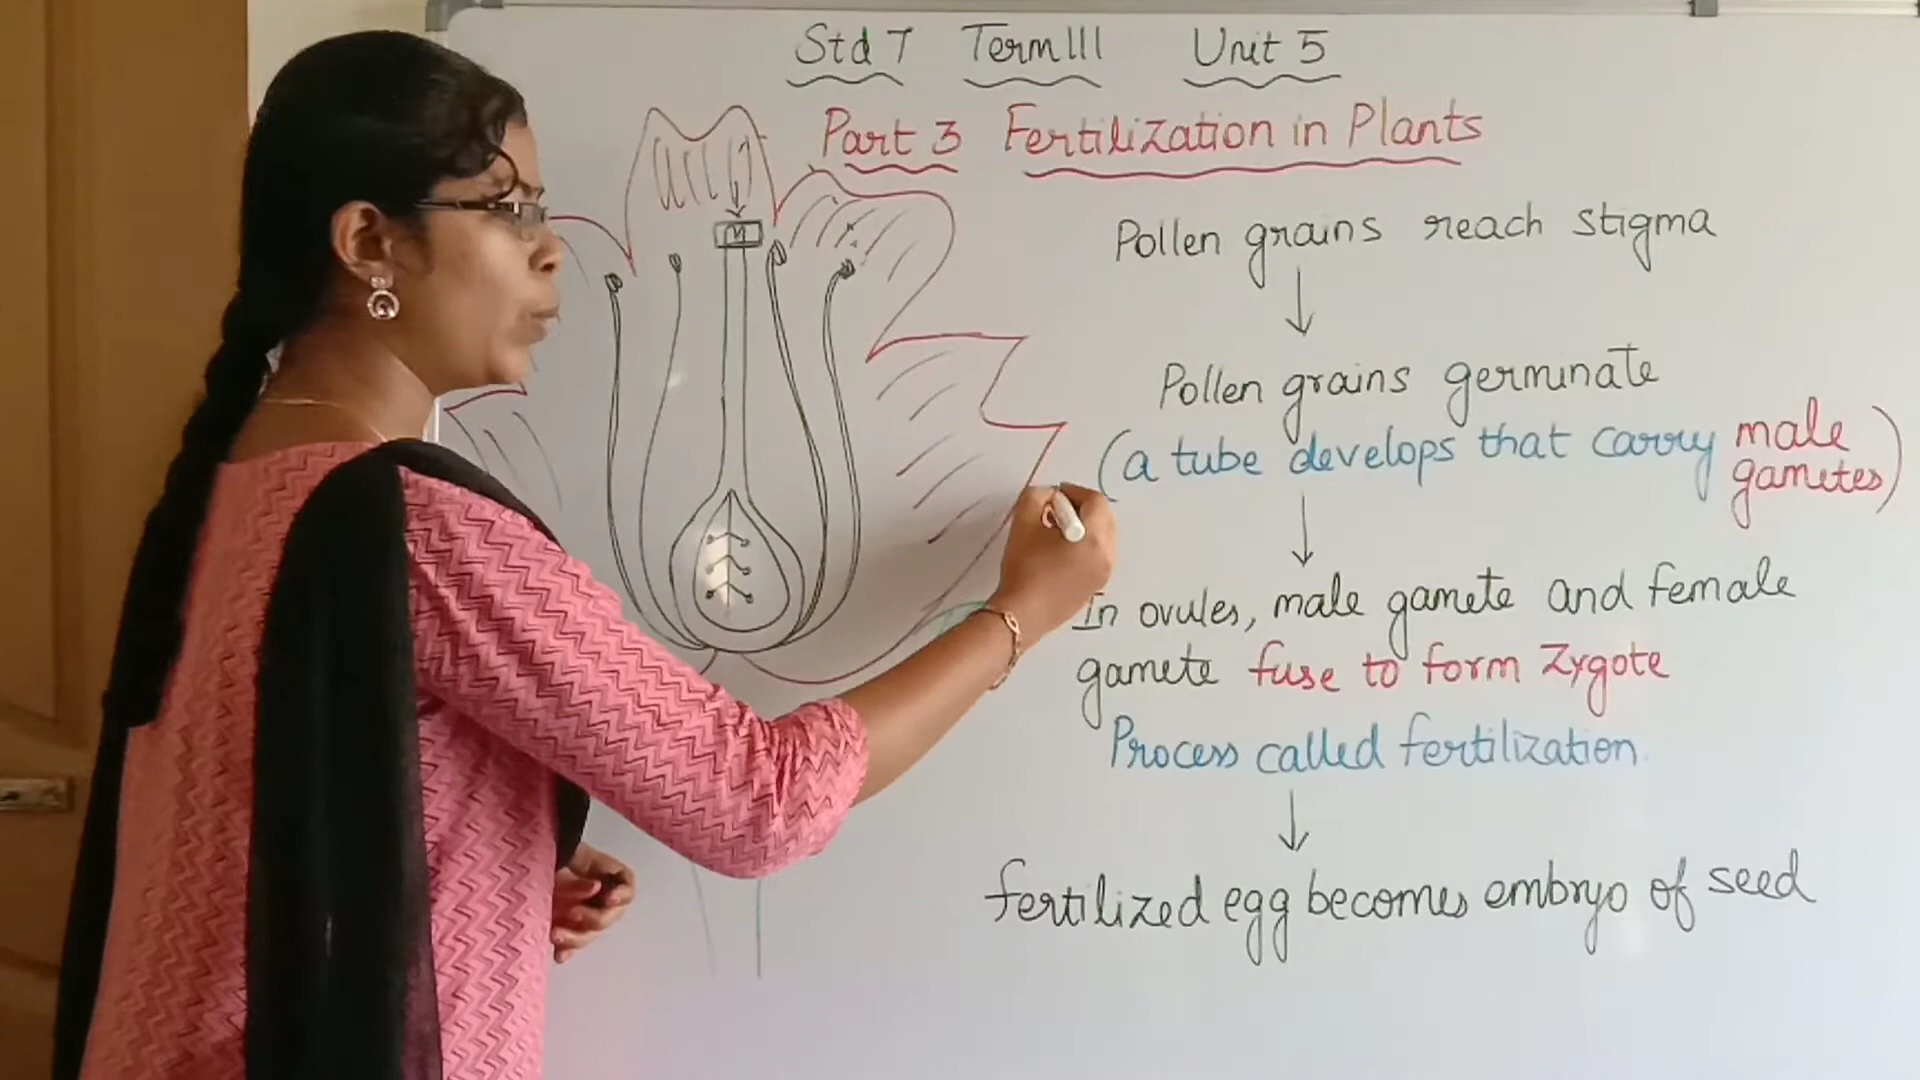 Std 7 Term III Unit 5
Part 3 Fertilization in Plants
Pollen grains reach stigma
Pollen grains germinate
(a tube develops that carry male
gametes)
In ovules, male gamete and female
gamete fuse to form Zygote
Process called fertilization.
fertilized egg becomes embryo of seed